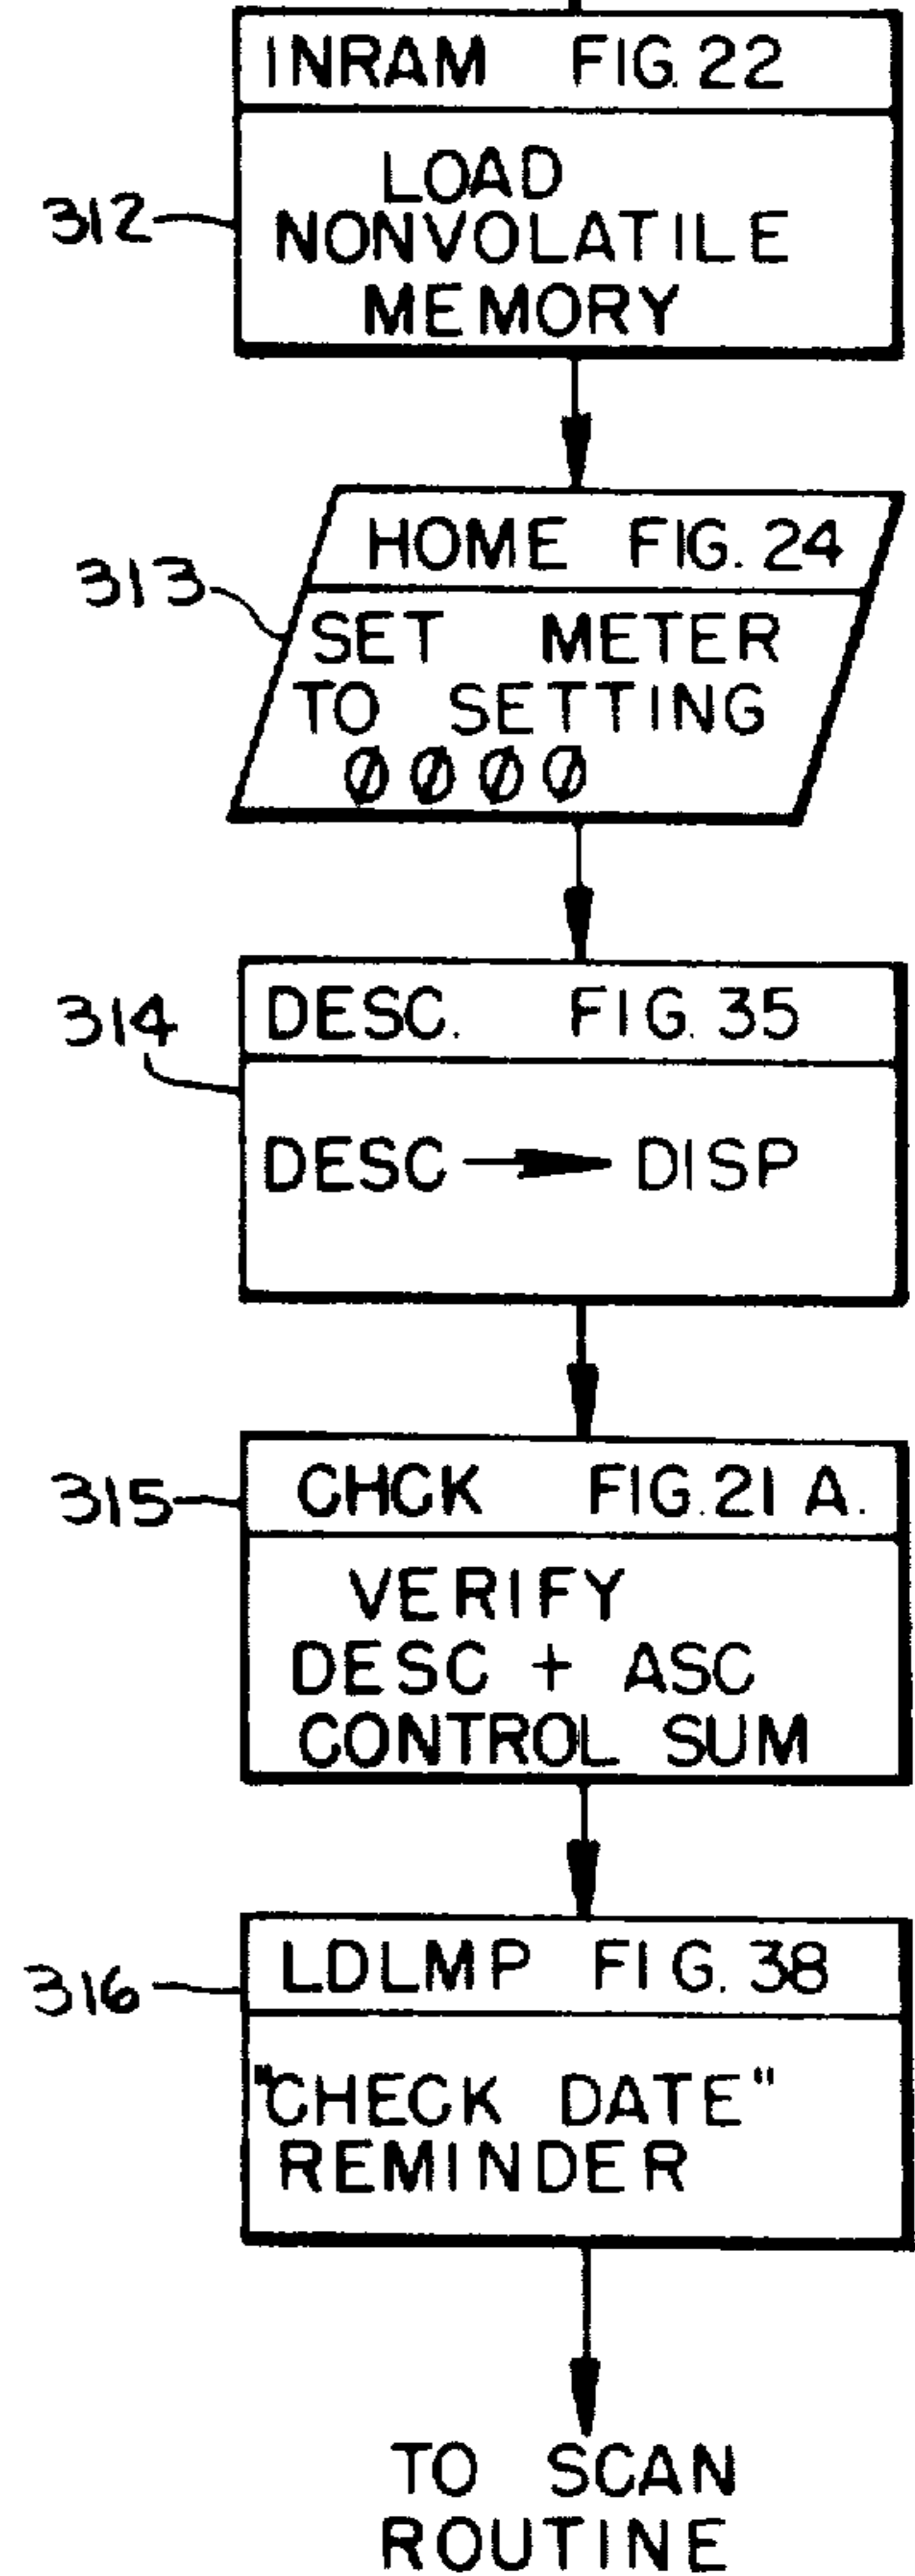 INRAM FIG. 22
312
LOAD
NONVOLATILE
MEMORY
HOME FIG. 24
313
SET METER
TO SETTING
0000
DESC. FIG. 35
314
DESC → DISP
CHCK FIG. 21 A.
315
VERIFY
DESC + ASC
CONTROL SUM
LDLMP FIG. 38
316
"CHECK DATE"
REMINDER
TO SCAN
ROUTINE